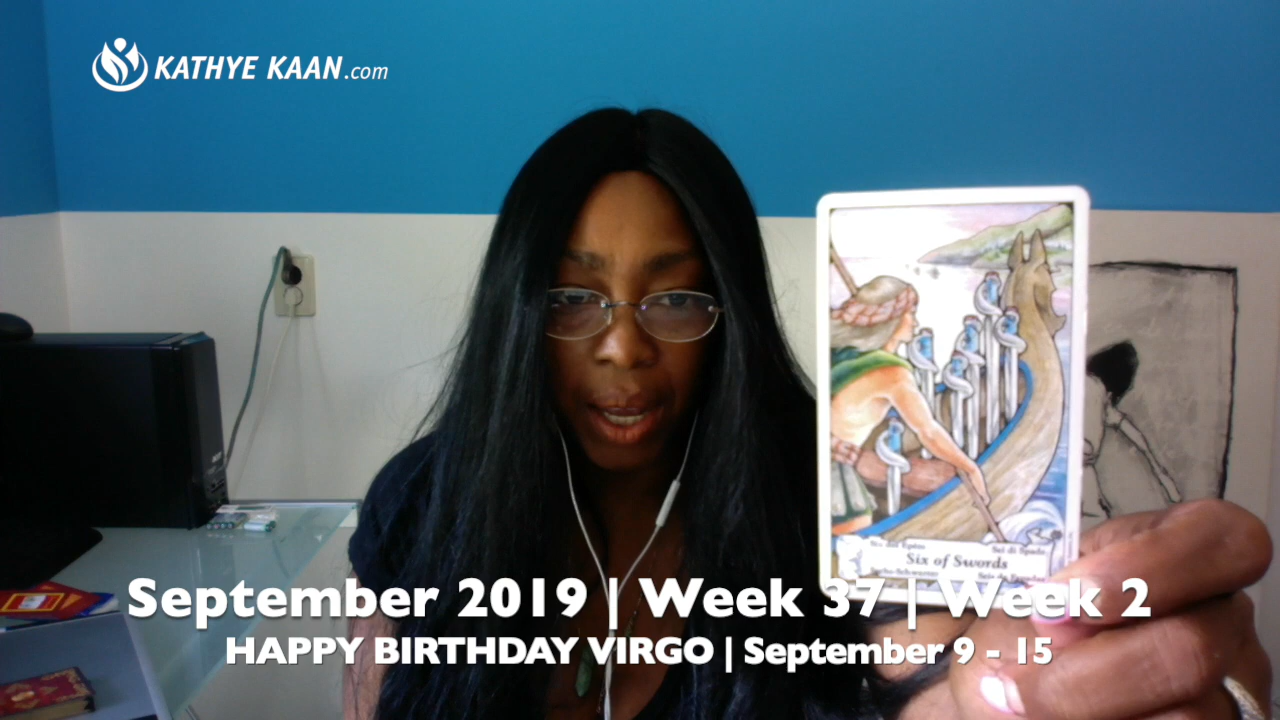 KATHYE KAAN.com
Six of Swords
September 2019 | Week 37 | Week 2
HAPPY BIRTHDAY VIRGO | September 9 - 15